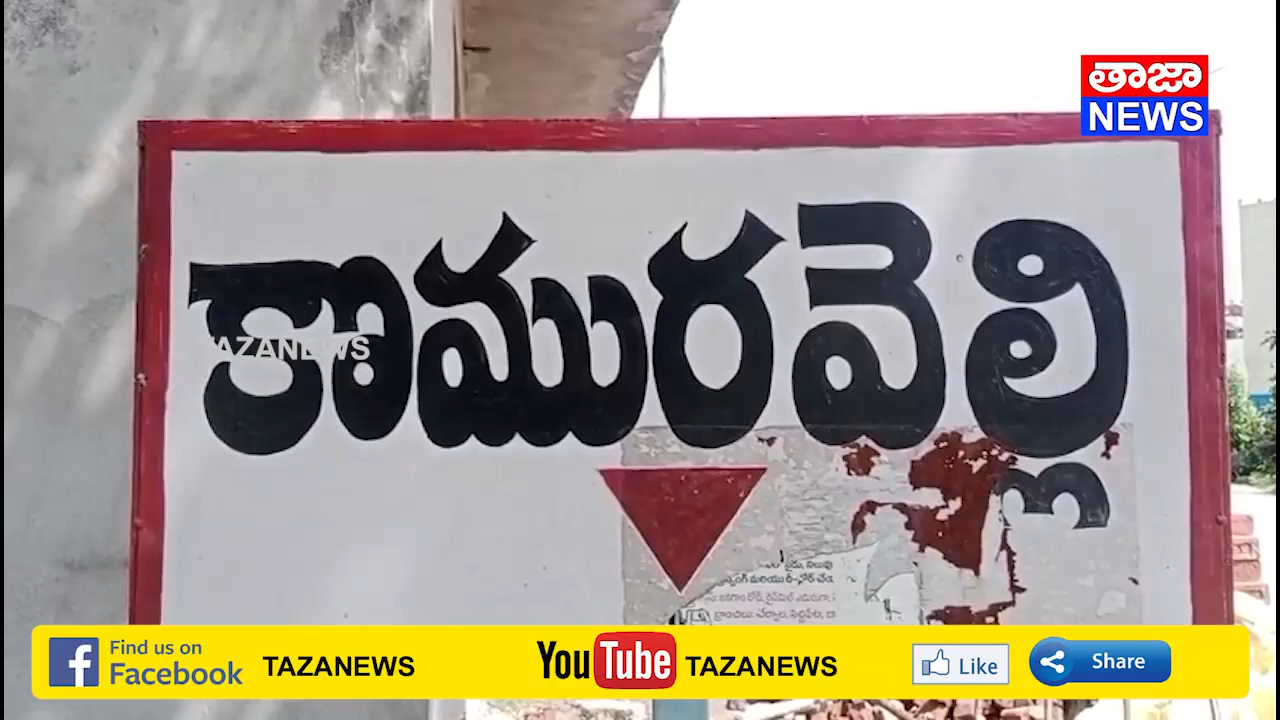 తాజా
NEWS
కొమురవెల్లి
TAZANEWS
బ్రాంచీలు: చేర్యాల, సిద్దిపేట,
Find us on
Facebook
TAZANEWS
YouTube
TAZANEWS
Like
Share